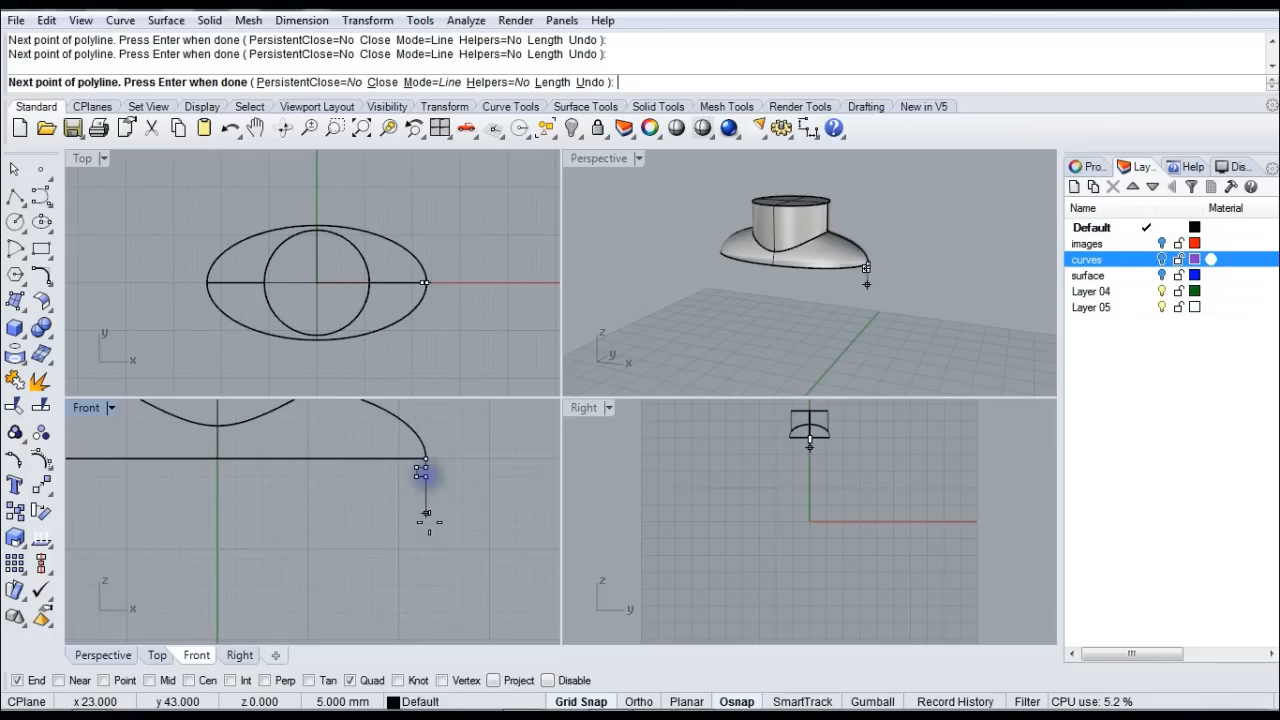 File Edit View Curve Surface Solid Mesh Dimension Transform Tools Analyze Render Panels Help
Next point of polyline. Press Enter when done ( PersistentClose=No Close Mode=Line Helpers=No Length Undo ):
Next point of polyline. Press Enter when done ( PersistentClose=No Close Mode=Line Helpers=No Length Undo ):
Next point of polyline. Press Enter when done ( PersistentClose=No Close Mode=Line Helpers=No Length Undo ):
Standard CPlanes Set View Display Select Viewport Layout Visibility Transform Curve Tools Surface Tools Solid Tools Mesh Tools Render Tools Drafting New in V5
Top Perspective
Pro... Lay... Help Dis...
Name Material
Default
images
curves
surface
Layer 04
Layer 05
y
x
z
y
x
Front Right
z
x
z
y
Perspective Top Front Right
End Near Point Mid Cen Int Perp Tan Quad Knot Vertex Project Disable
CPlane x 23.000 y 43.000 z 0.000 5.000 mm Default Grid Snap Ortho Planar Osnap SmartTrack Gumball Record History Filter CPU use: 5.2 %